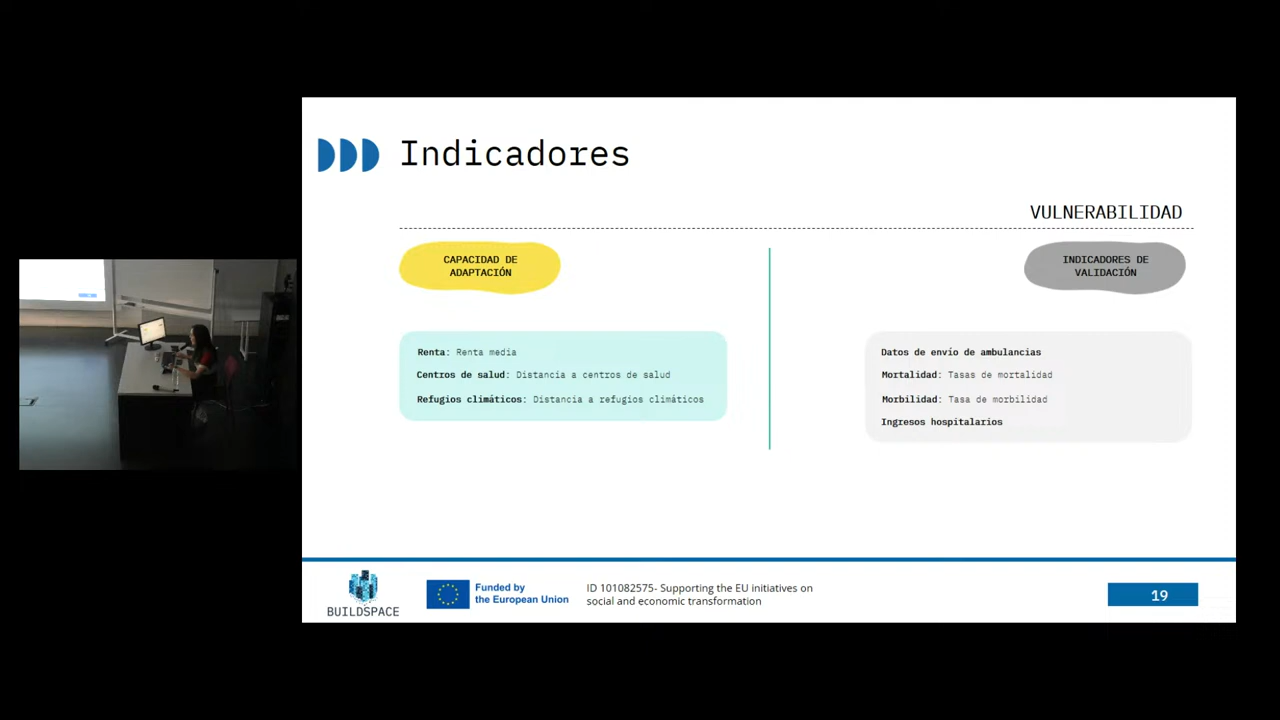 Indicadores
VULNERABILIDAD
CAPACIDAD DE
ADAPTACIÓN
Renta: Renta media
Centros de salud: Distancia a centros de salud
Refugios climáticos: Distancia a refugios climáticos
INDICADORES DE
VALIDACIÓN
Datos de envío de ambulancias
Mortalidad: Tasas de mortalidad
Morbilidad: Tasa de morbilidad
Ingresos hospitalarios
BUILDSPACE
Funded by
the European Union
ID 101082575- Supporting the EU initiatives on
social and economic transformation
19